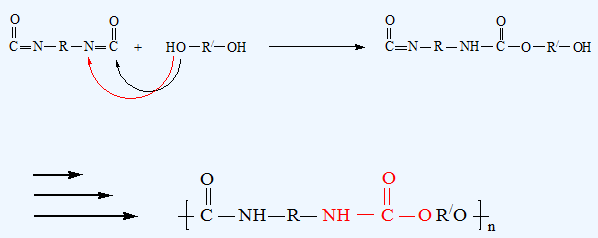 O O O O
C=N–R–N=C + HO–R/–OH C=N–R–NH–C–O–R/–OH
O O
[C–NH–R–NH–C–OR/O]n